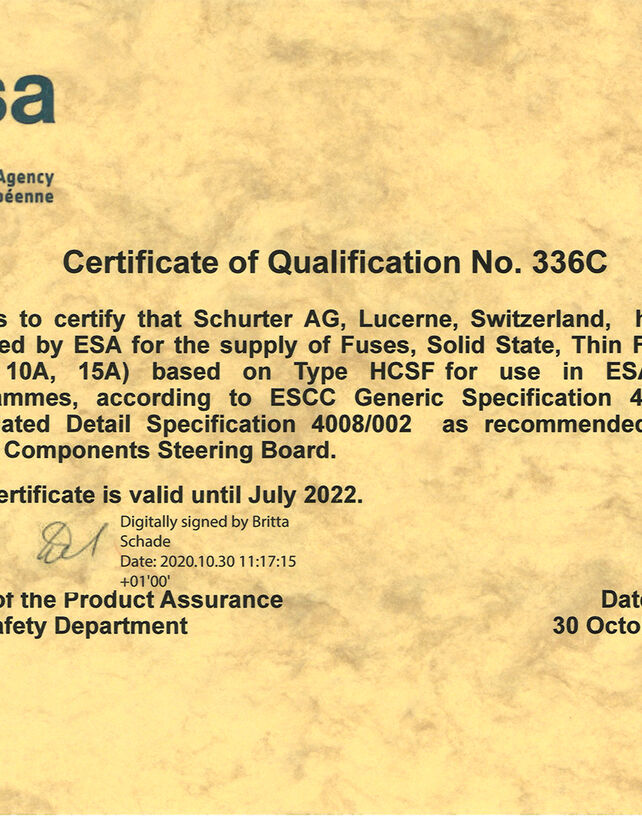 sa
Agency
éenne
Certificate of Qualification No. 336C
s to certify that Schurter AG, Lucerne, Switzerland, h
ed by ESA for the supply of Fuses, Solid State, Thin F
10A, 15A) based on Type HCSF for use in ESA
ammes, according to ESCC Generic Specification 4
ated Detail Specification 4008/002 as recommended
Components Steering Board.
ertificate is valid until July 2022.
Digitally signed by Britta
Schade
Date: 2020.10.30 11:17:15
+01'00'
of the Product Assurance
afety Department
Date
30 Octo